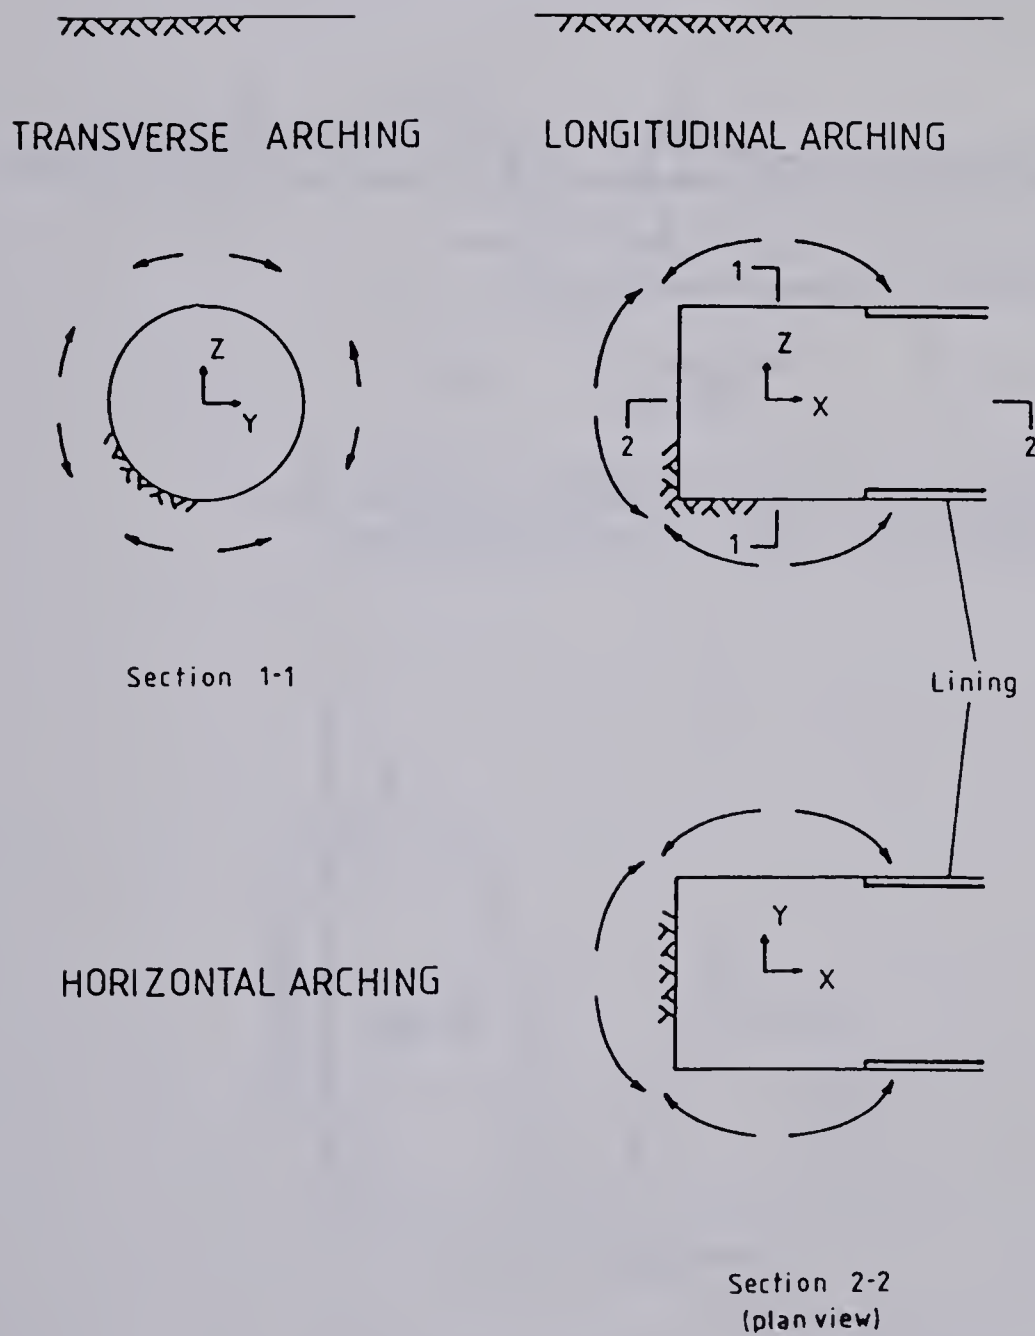 TRANSVERSE ARCHING
LONGITUDINAL ARCHING
Z
Y
1
Z
X
2
2
1
Section 1-1
Lining
HORIZONTAL ARCHING
Y
X
Section 2-2
(plan view)